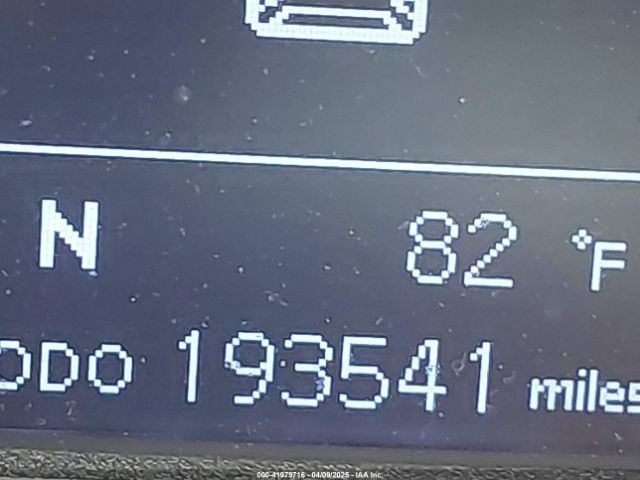 N 82 °F
ODO 193541 miles
000-41979716 - 04/09/2025 - IAA Inc.